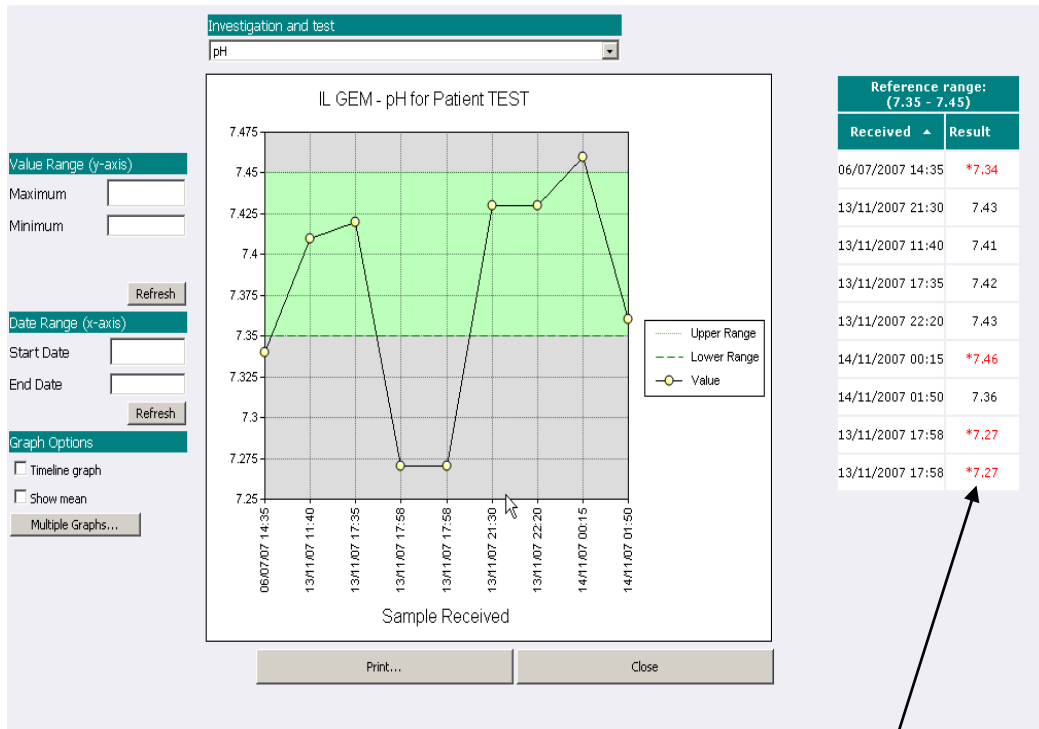 Investigation and test
pH
IL GEM - pH for Patient TEST
7.475
7.45
7.425
7.4
7.375
7.35
7.325
7.3
7.275
7.25
06/07/07 14:35
13/11/07 11:40
13/11/07 17:35
13/11/07 17:58
13/11/07 17:58
13/11/07 21:30
13/11/07 22:20
14/11/07 00:15
14/11/07 01:50
Sample Received
Upper Range
Lower Range
Value
Value Range (y-axis)
Maximum
Minimum
Refresh
Date Range (x-axis)
Start Date
End Date
Refresh
Graph Options
Timeline graph
Show mean
Multiple Graphs...
Print...
Close
Reference range:
(7.35 - 7.45)
Received Result
06/07/2007 14:35 *7.34
13/11/2007 21:30 7.43
13/11/2007 11:40 7.41
13/11/2007 17:35 7.42
13/11/2007 22:20 7.43
14/11/2007 00:15 *7.46
14/11/2007 01:50 7.36
13/11/2007 17:58 *7.27
13/11/2007 17:58 *7.27